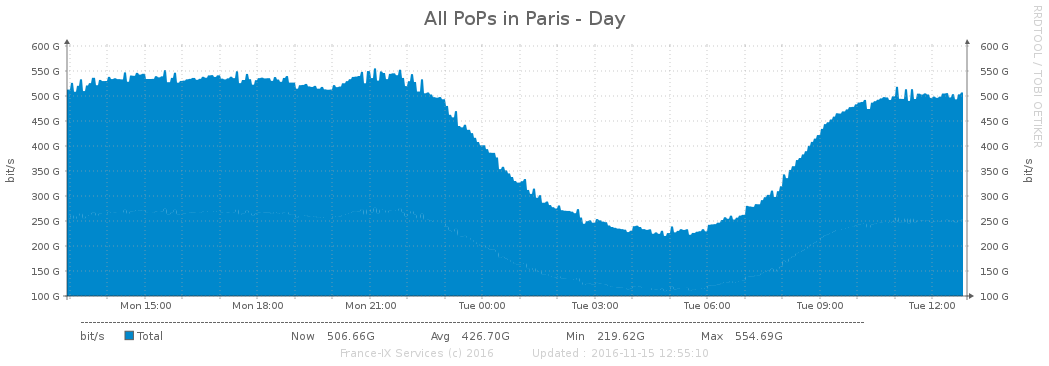 All PoPs in Paris - Day
RRDTOOL / TOBI OETIKER
600 G 600 G
550 G 550 G
500 G 500 G
450 G 450 G
400 G 400 G
350 G 350 G
300 G 300 G
250 G 250 G
200 G 200 G
150 G 150 G
100 G 100 G
bit/s
bit/s
Mon 15:00 Mon 18:00 Mon 21:00 Tue 00:00 Tue 03:00 Tue 06:00 Tue 09:00 Tue 12:00
bit/s Total Now 506.66G Avg 426.70G Min 219.62G Max 554.69G
France-IX Services (c) 2016 Updated : 2016-11-15 12:55:10